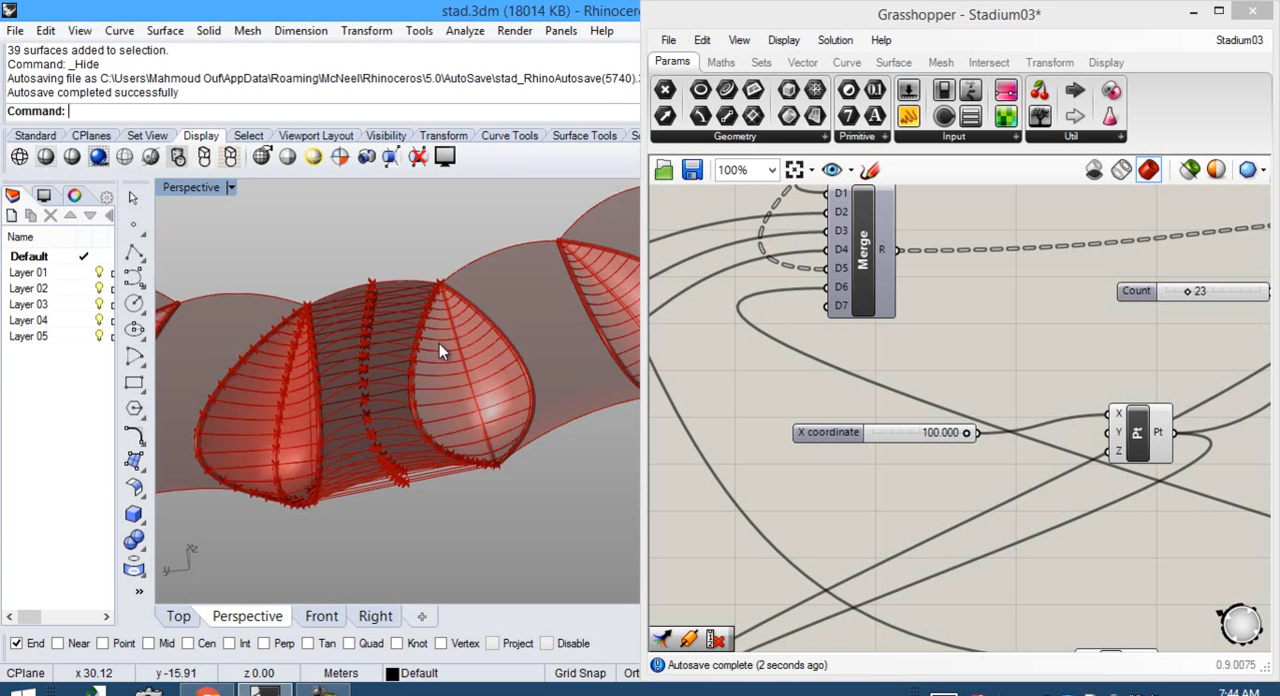 stad.3dm (18014 KB) - Rhinocero
File Edit View Curve Surface Solid Mesh Dimension Transform Tools Analyze Render Panels Help
39 surfaces added to selection.
Command: _Hide
Autosaving file as C:\Users\Mahmoud Ouf\AppData\Roaming\McNeel\Rhinoceros\5.0\AutoSave\stad_RhinoAutosave(5740).
Autosave completed successfully
Command:
Standard CPlanes Set View Display Select Viewport Layout Visibility Transform Curve Tools Surface Tools So
Perspective
Name
Default
Layer 01
Layer 02
Layer 03
Layer 04
Layer 05
z
x
y
Top Perspective Front Right
End Near Point Mid Cen Int Perp Tan Quad Knot Vertex Project Disable
CPlane x 30.12 y -15.91 z 0.00 Meters Default Grid Snap Ort
Grasshopper - Stadium03*
File Edit View Display Solution Help Stadium03
Params Maths Sets Vector Curve Surface Mesh Intersect Transform Display
Geometry Primitive Input Util
100%
D1
D2
D3
D4
D5
D6
D7
Merge
R
Count 23
X coordinate 100.000
X
Y
Z
Pt
Pt
Autosave complete (2 seconds ago) 0.9.0075
7:44 AM